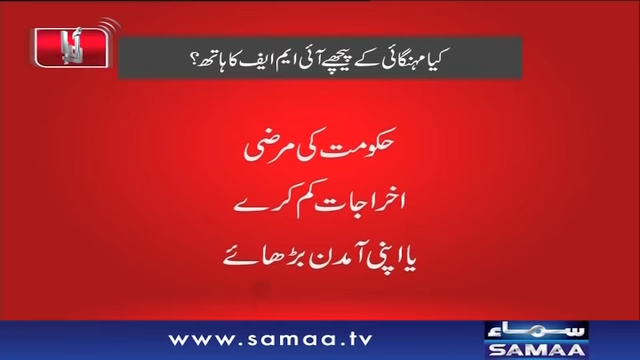 کیا مہنگائی کے پیچھے آئی ایم ایف کا ہاتھ؟
حکومت کی مرضی
اخراجات کم کرے
یا اپنی آمدن بڑھائے
www.samaa.tv
سماء
SAMAA